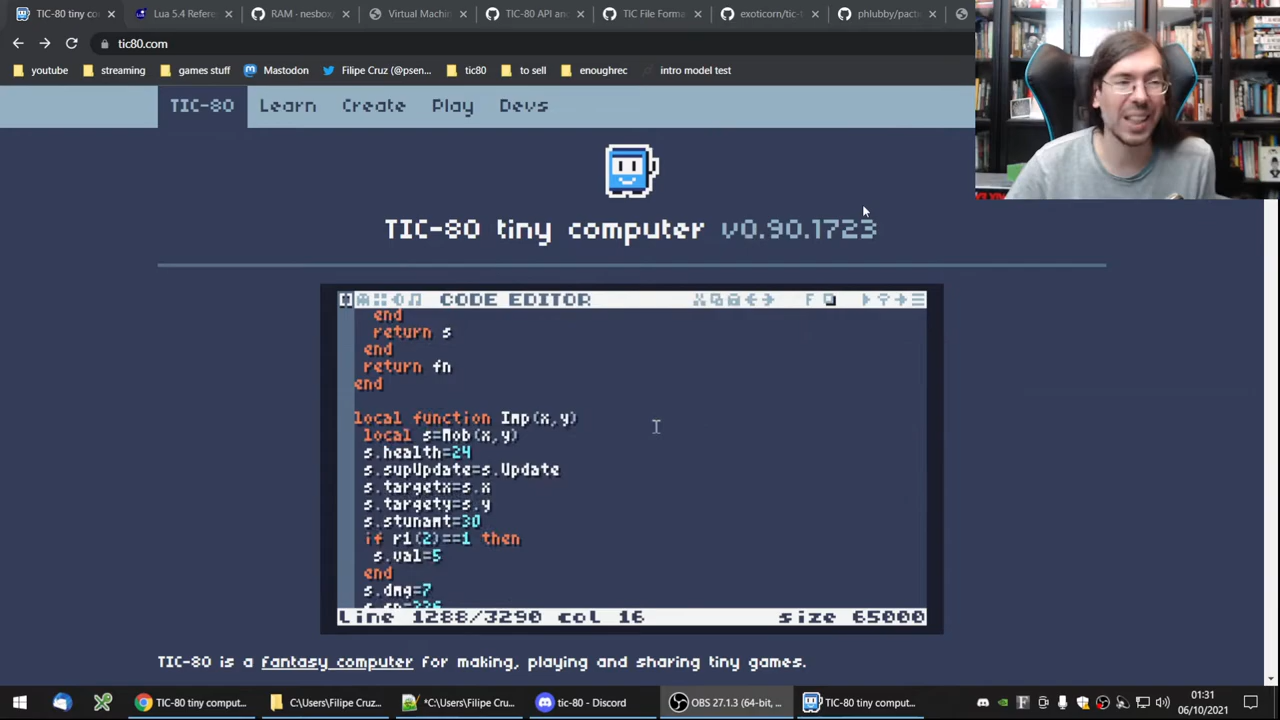 TIC-80 tiny co
Lua 5.4 Refere
RAM - nesbox
Virtual Machin
TIC-80 API an
TIC File Forma
exoticorn/tic-
phlubby/pacti
tic80.com
youtube
streaming
games stuff
Mastodon
Filipe Cruz (@psen...
tic80
to sell
enoughrec
intro model test
TIC-80 Learn Create Play Devs
TIC-80 tiny computer v0.90.1723
CODE EDITOR
F
end
return s
end
return fn
end
local function Imp(x,y)
local s=Mob(x,y)
s.health=24
s.supUpdate=s.Update
s.targetx=s.x
s.targety=s.y
s.stunamt=30
if r1(2)==1 then
s.val=5
end
s.dmg=7
line 1288/3290 col 16 size 65000
TIC-80 is a fantasy computer for making, playing and sharing tiny games.
TIC-80 tiny comput...
C:\Users\Filipe Cruz...
*C:\Users\Filipe Cru...
tic-80 - Discord
OBS 27.1.3 (64-bit, ...
TIC-80 tiny comput...
01:31
06/10/2021